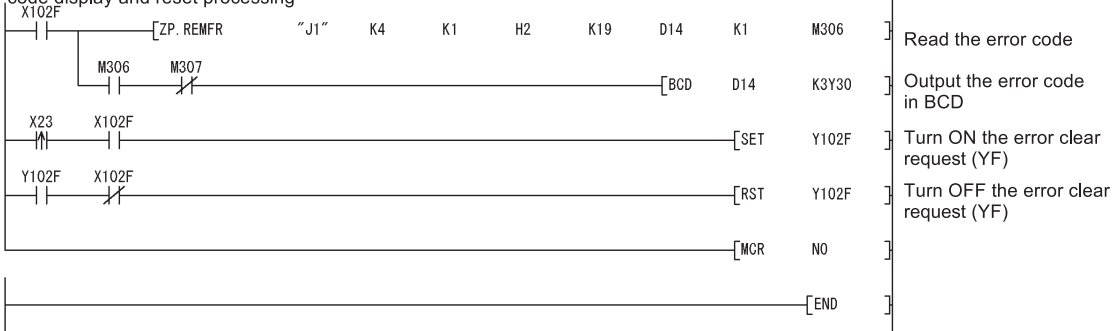 code display and reset processing
X102F
ZP.REMFR "J1" K4 K1 H2 K19 D14 K1 M306 Read the error code
M306 M307
BCD D14 K3Y30 Output the error code
in BCD
X23 X102F
SET Y102F Turn ON the error clear
request (YF)
Y102F X102F
RST Y102F Turn OFF the error clear
request (YF)
MCR N0
END